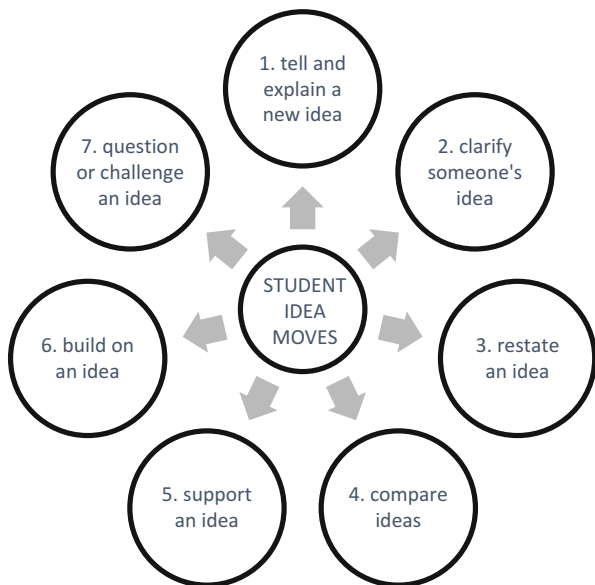 1. tell and
explain a
new idea
2. clarify
someone's
idea
3. restate
an idea
4. compare
ideas
5. support
an idea
6. build on
an idea
7. question
or challenge
an idea
STUDENT
IDEA
MOVES